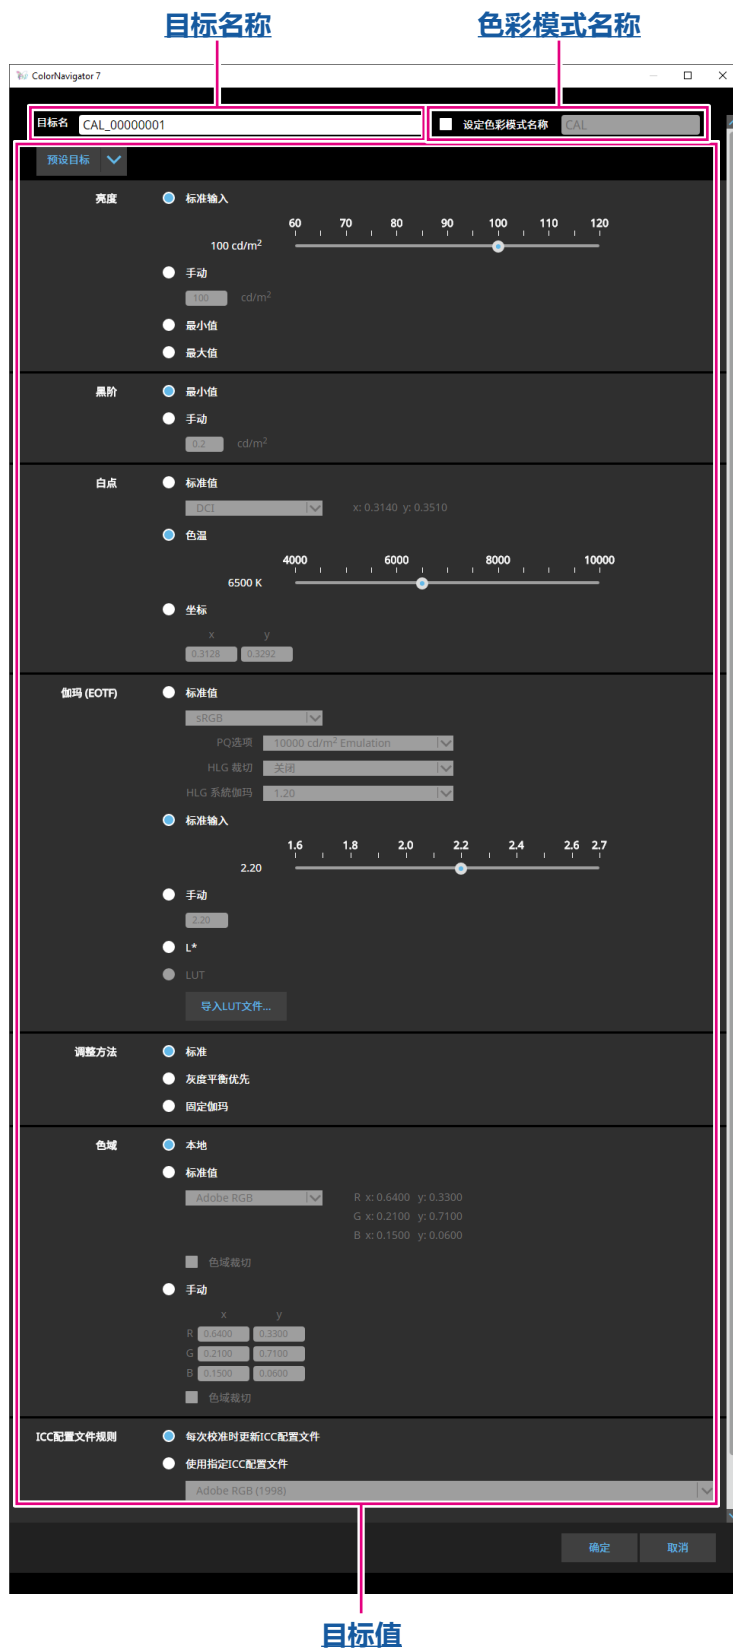 目标名称 色彩模式名称
ColorNavigator 7
目标名 CAL_00000001 设定色彩模式名称 CAL
预设目标
亮度 标准输入
60 70 80 90 100 110 120
100 cd/m²
手动
100 cd/m²
最小值
最大值
黑阶 最小值
手动
0.2 cd/m²
白点 标准值
DCI x: 0.3140 y: 0.3510
色温
4000 6000 8000 10000
6500 K
坐标
x y
0.3128 0.3292
伽玛 (EOTF) 标准值
sRGB
PQ选项 10000 cd/m² Emulation
HLG 裁切 关闭
HLG 系統伽玛 1.20
标准输入
1.6 1.8 2.0 2.2 2.4 2.6 2.7
2.20
手动
2.20
L*
LUT
导入LUT文件...
调整方法 标准
灰度平衡优先
固定伽玛
色域 本地
标准值
Adobe RGB R x: 0.6400 y: 0.3300
G x: 0.2100 y: 0.7100
B x: 0.1500 y: 0.0600
色域裁切
手动
x y
R 0.6400 0.3300
G 0.2100 0.7100
B 0.1500 0.0600
色域裁切
ICC配置文件规则 每次校准时更新ICC配置文件
使用指定ICC配置文件
Adobe RGB (1998)
确定 取消
目标值